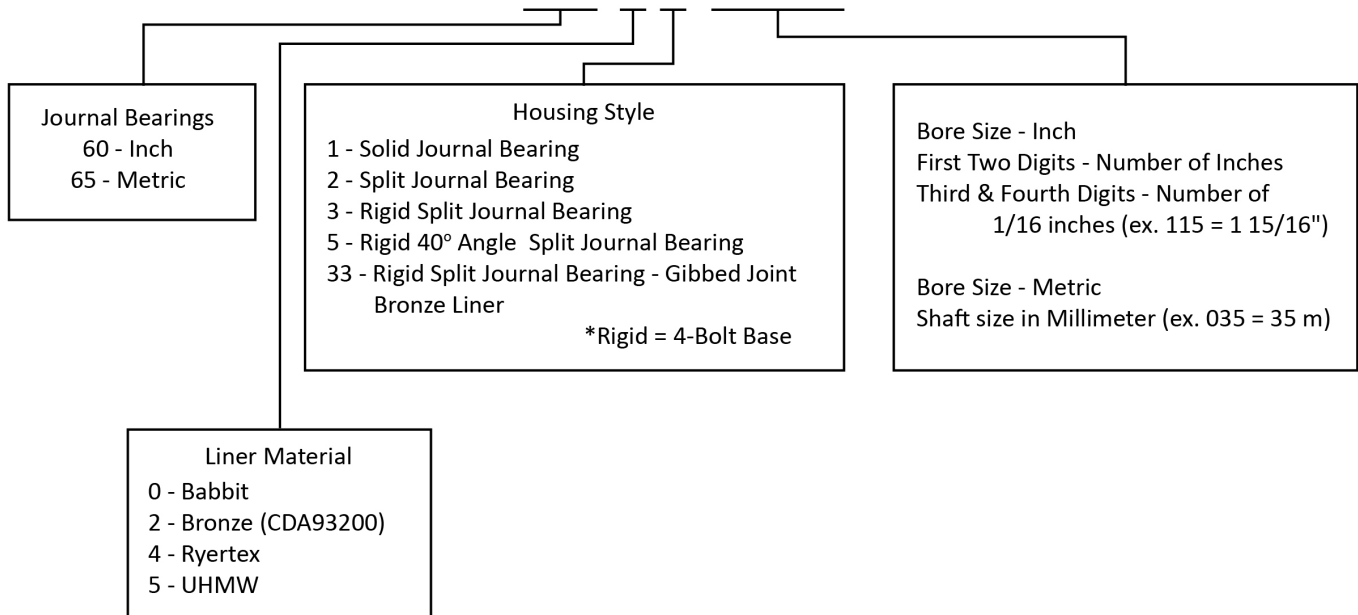 Journal Bearings
60 - Inch
65 - Metric
Housing Style
1 - Solid Journal Bearing
2 - Split Journal Bearing
3 - Rigid Split Journal Bearing
5 - Rigid 40° Angle  Split Journal Bearing
33 - Rigid Split Journal Bearing - Gibbed Joint
Bronze Liner
*Rigid = 4-Bolt Base
Bore Size - Inch
First Two Digits - Number of Inches
Third & Fourth Digits - Number of
1/16 inches (ex. 115 = 1 15/16")
Bore Size - Metric
Shaft size in Millimeter (ex. 035 = 35 m)
Liner Material
0 - Babbit
2 - Bronze (CDA93200)
4 - Ryertex
5 - UHMW